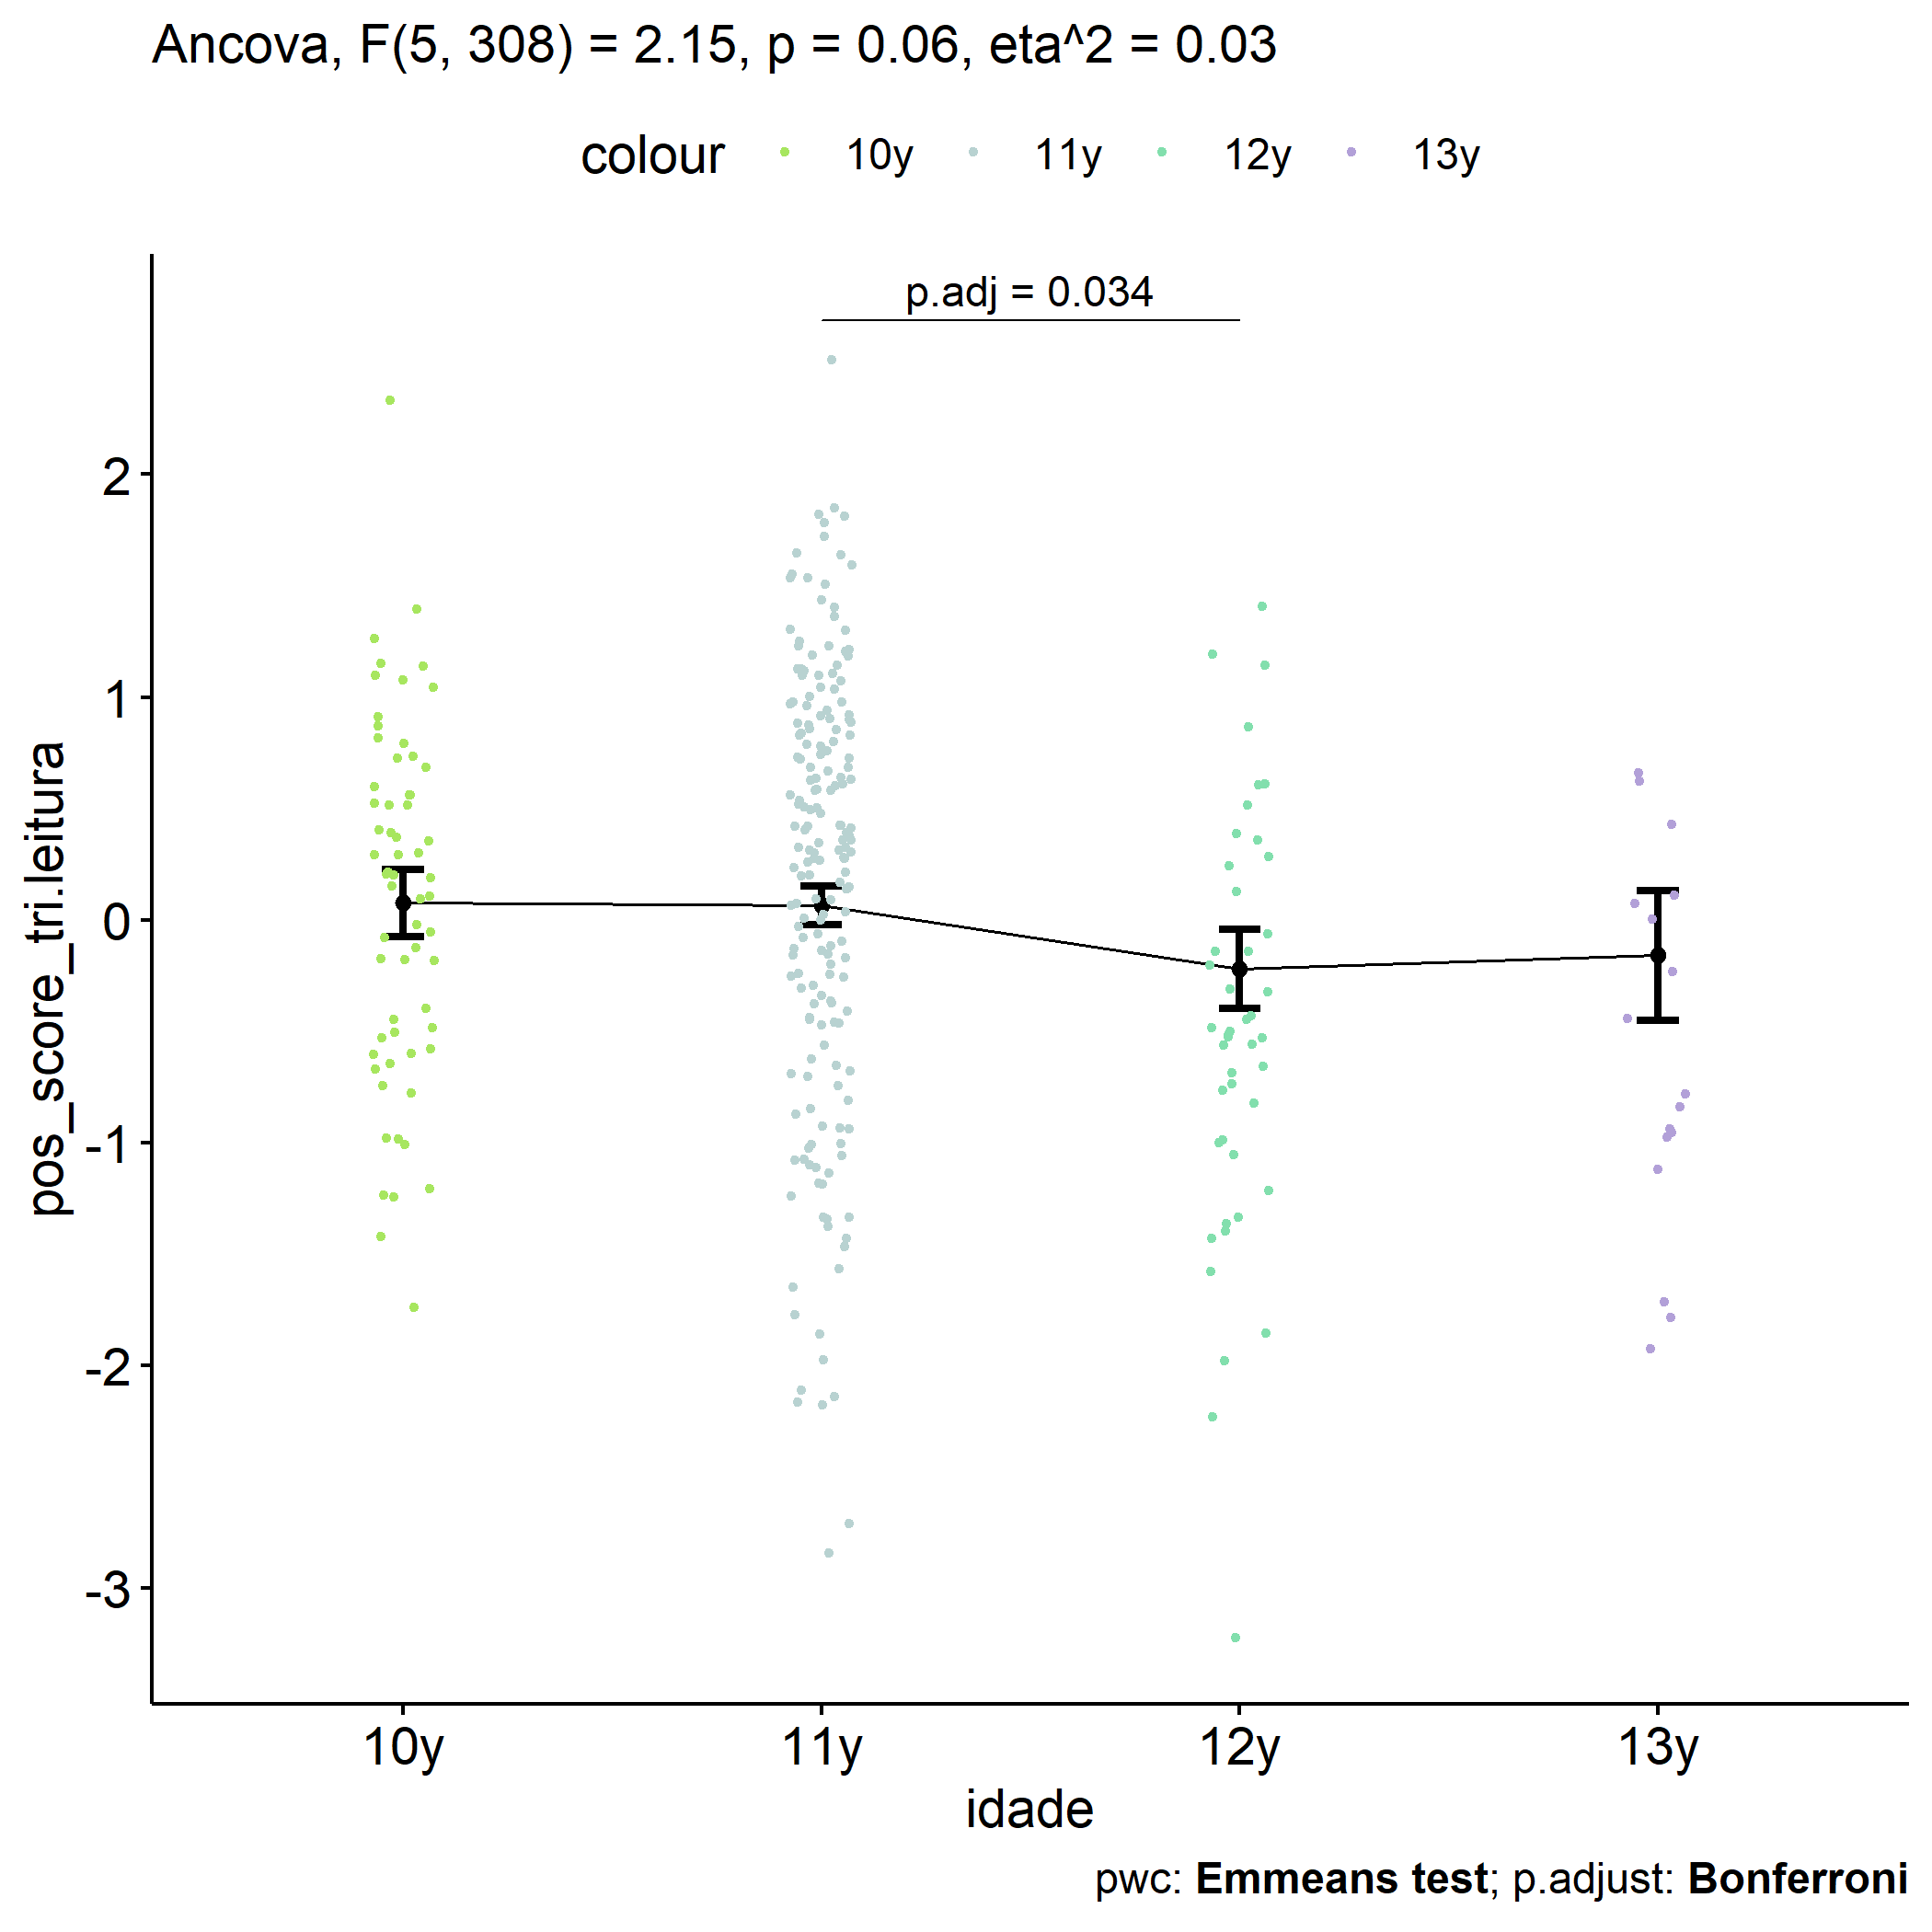 Ancova, F(5, 308) = 2.15, p = 0.06, eta^2 = 0.03
colour 10y 11y 12y 13y
p.adj = 0.034
2
1
0
-1
-2
-3
pos_score_tri.leitura
10y 11y 12y 13y
idade
pwc: Emmeans test; p.adjust: Bonferroni